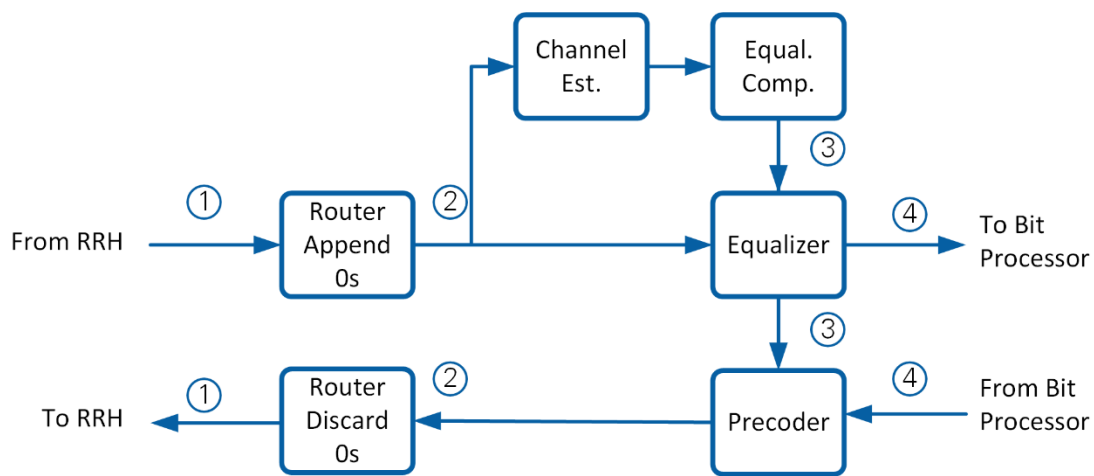 Channel
Est.
Equal.
Comp.
3
1
2
4
From RRH
Router
Append
0s
Equalizer
To Bit
Processor
3
1
2
4
To RRH
Router
Discard
0s
Precoder
From Bit
Processor